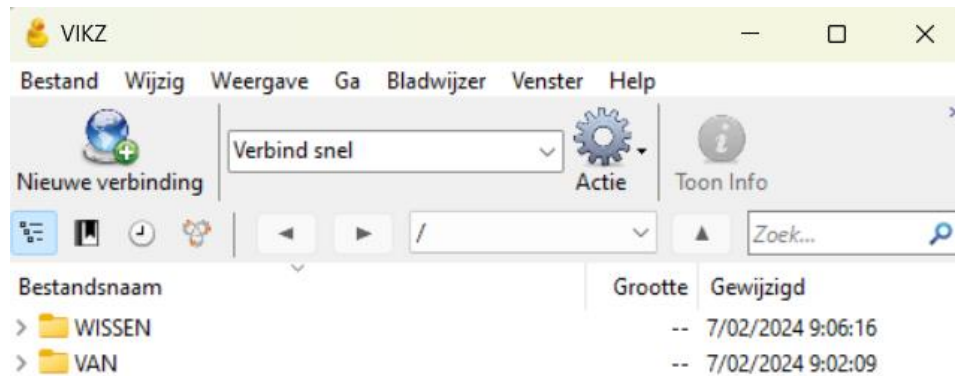 VIKZ
Bestand Wijzig Weergave Ga Bladwijzer Venster Help
Verbind snel
Nieuwe verbinding Actie Toon Info
/ Zoek...
Bestandsnaam Grootte Gewijzigd
WISSEN -- 7/02/2024 9:06:16
VAN -- 7/02/2024 9:02:09